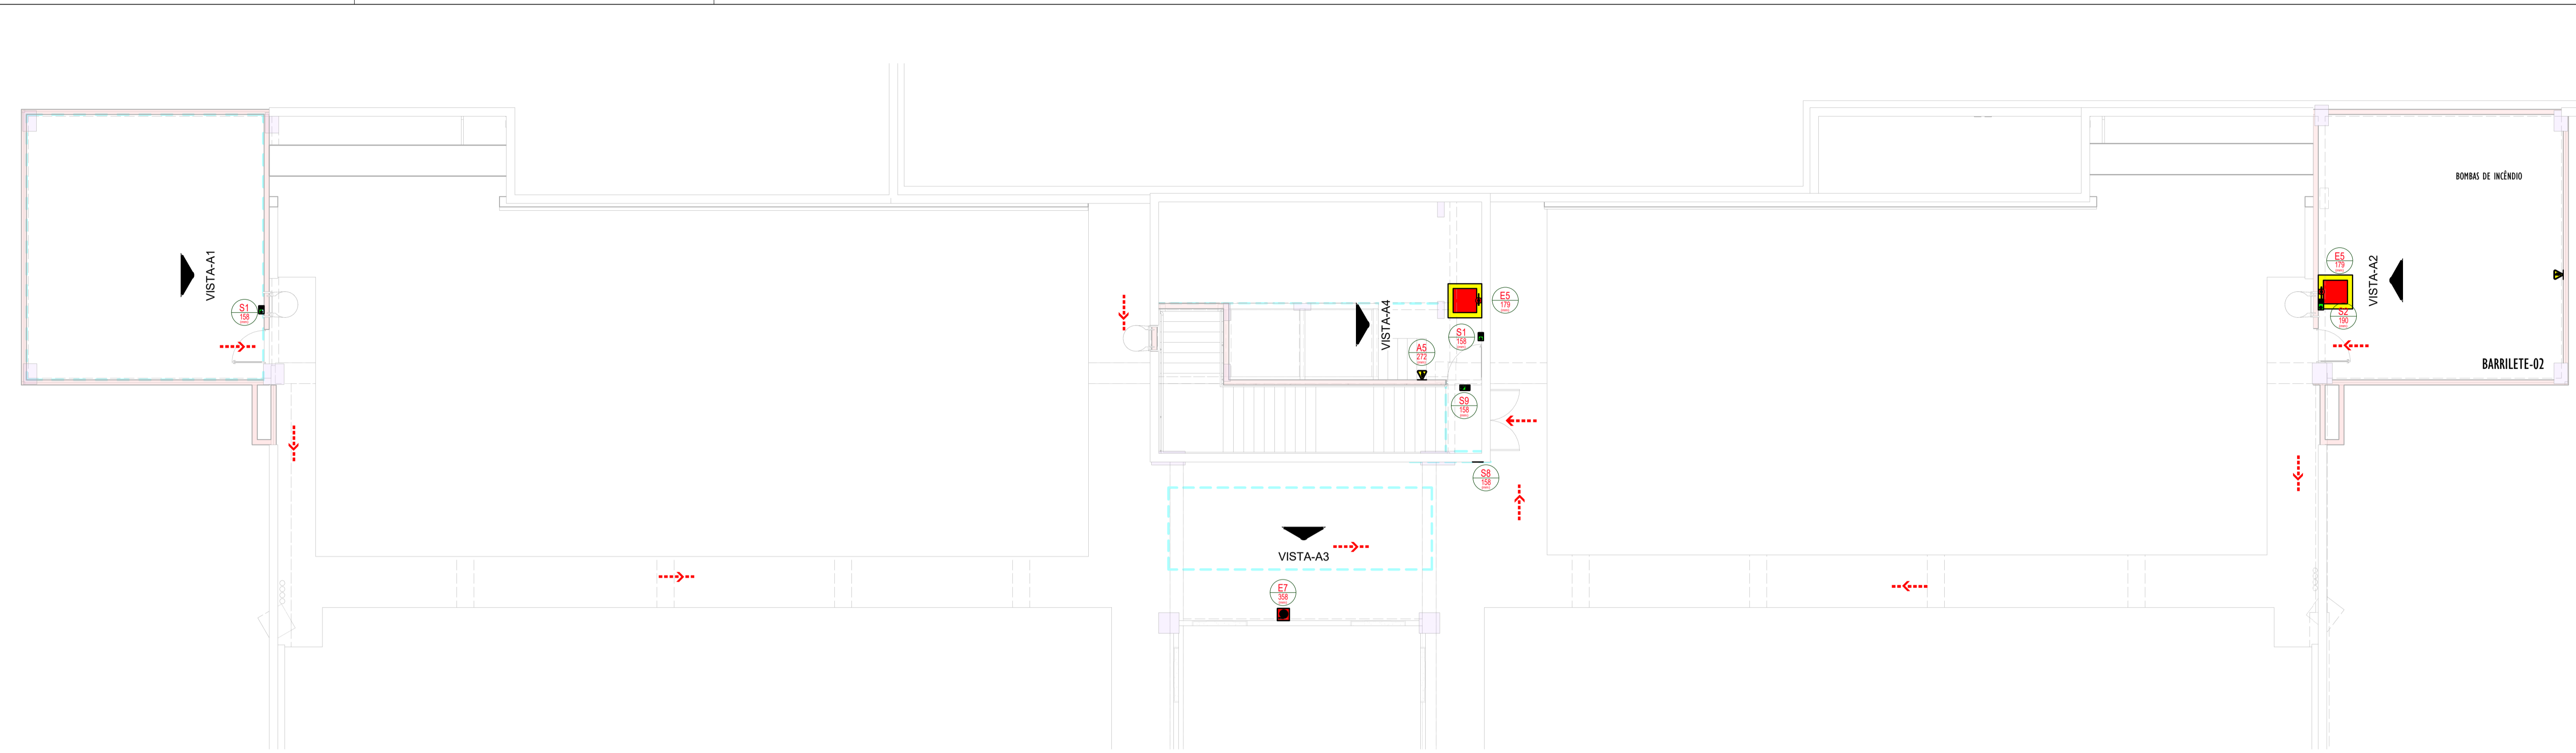 BOMBAS DE INCÊNDIO
VISTA-A1
S1
158
VISTA-A4
E5
179
S1
158
A5
272
S9
158
S8
158
E5
179
VISTA-A2
S2
190
BARRILETE-02
VISTA-A3
E7
358